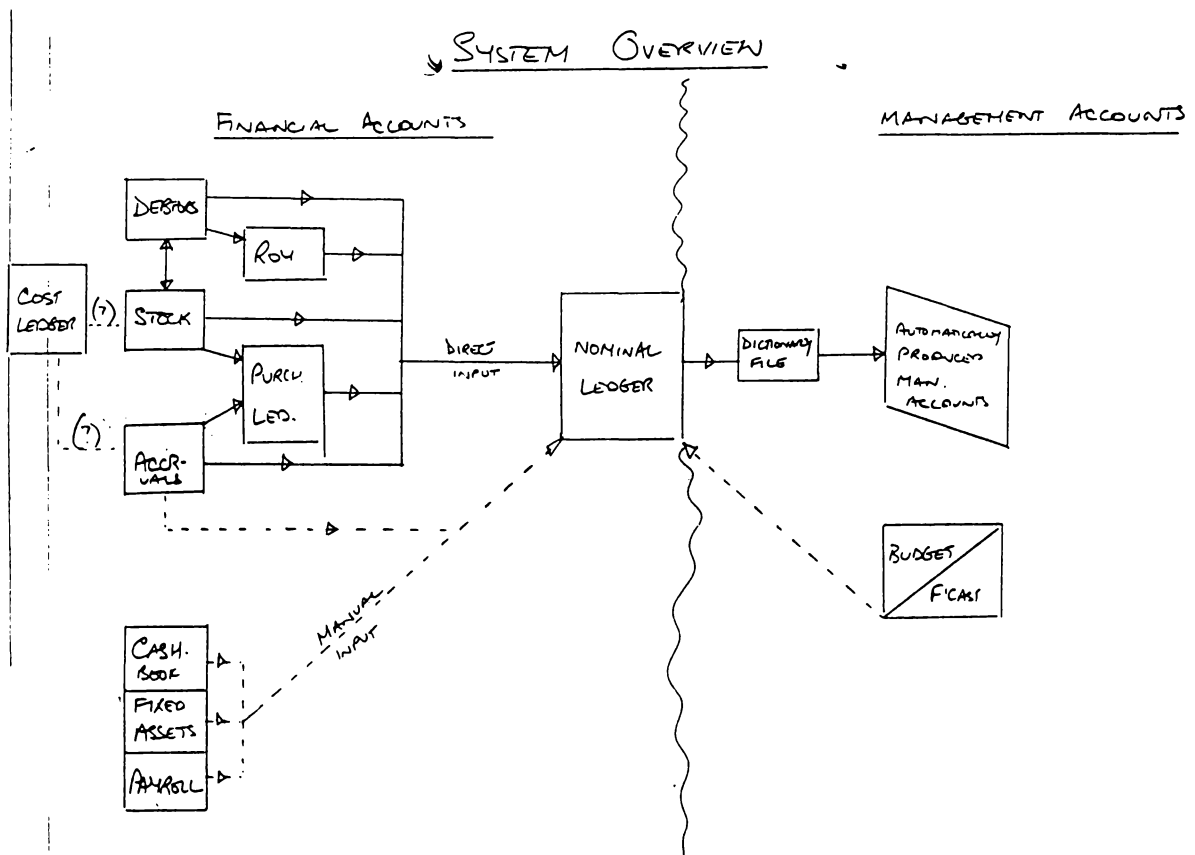 SYSTEM OVERVIEW
FINANCIAL ACCOUNTS
MANAGEMENT ACCOUNTS
DEBTORS
ROW
COST
LEDGER
(?)
STOCK
PURCH.
LED.
(?)
ACCR-
UALS
DIRECT
INPUT
NOMINAL
LEDGER
DICTIONARY
FILE
AUTOMATICALLY
PRODUCED
MAN.
ACCOUNTS
BUDGET
F'CAST
MANUAL
INPUT
CASH.
BOOK
FIXED
ASSETS
PAYROLL